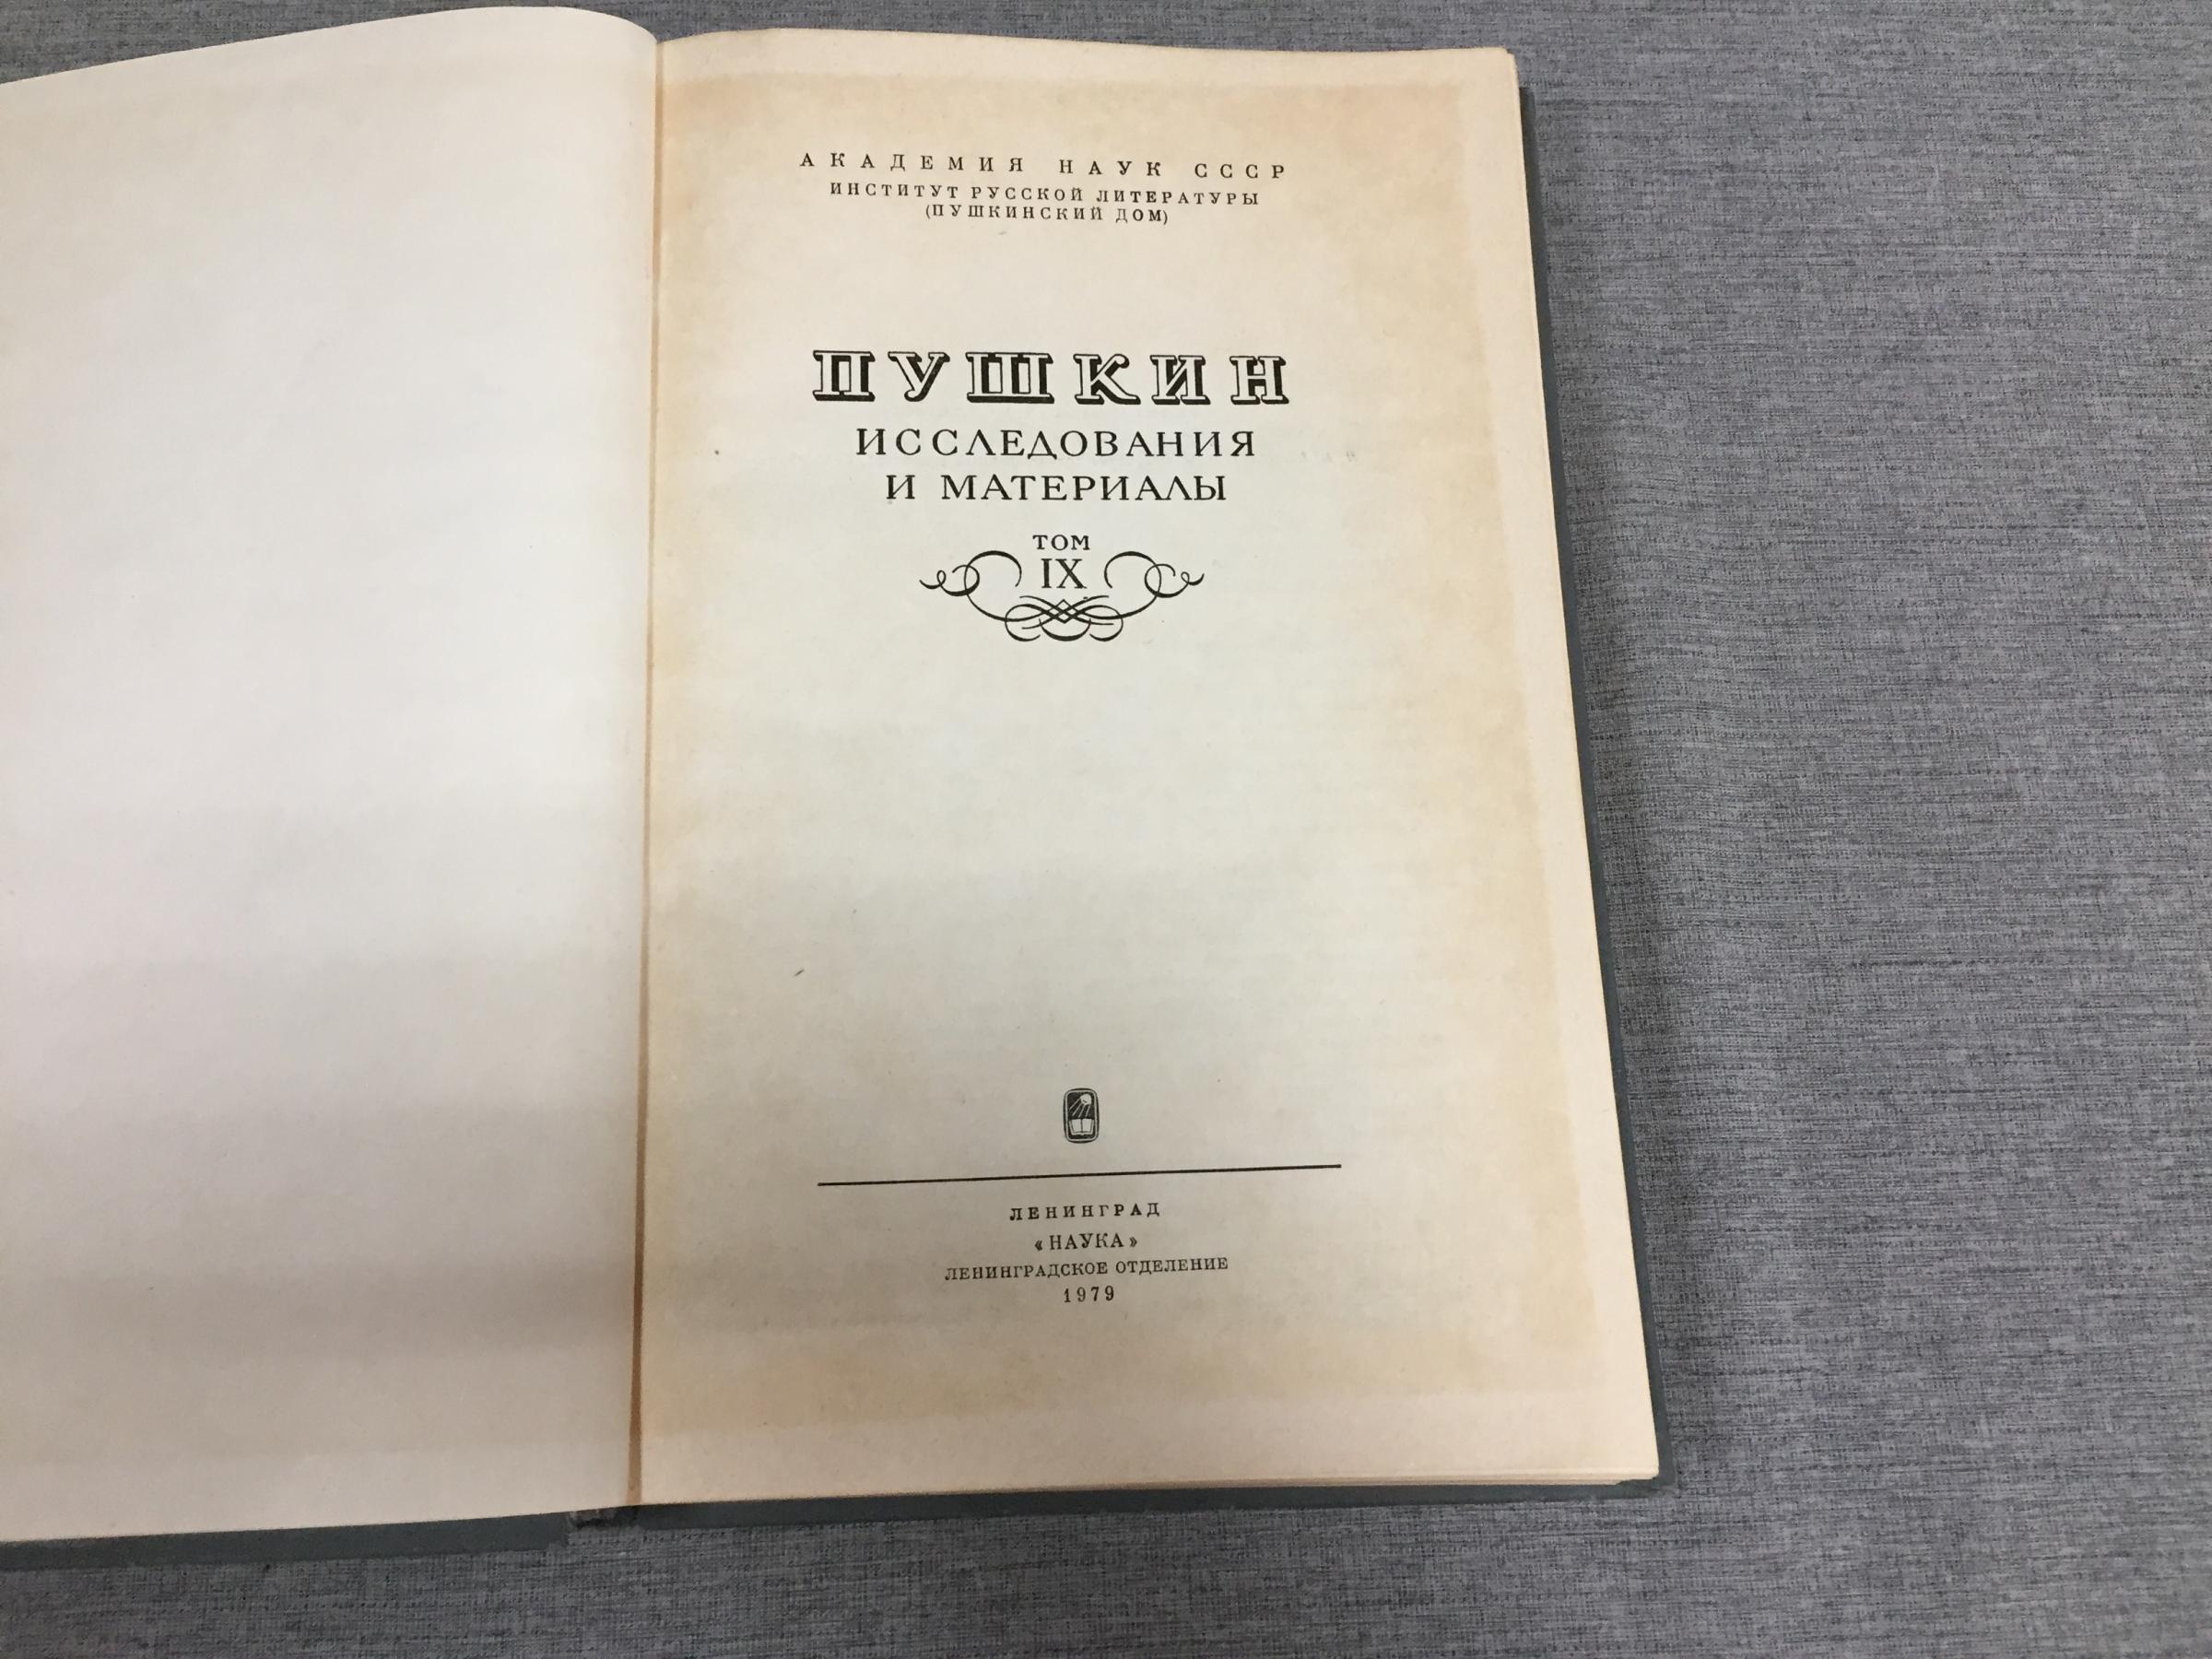 АКАДЕМИЯ НАУК СССР
ИНСТИТУТ РУССКОЙ ЛИТЕРАТУРЫ
(ПУШКИНСКИЙ ДОМ)
ПУШКИН
ИССЛЕДОВАНИЯ
И МАТЕРИАЛЫ
ТОМ
IX
ЛЕНИНГРАД
«НАУКА»
ЛЕНИНГРАДСКОЕ ОТДЕЛЕНИЕ
1979